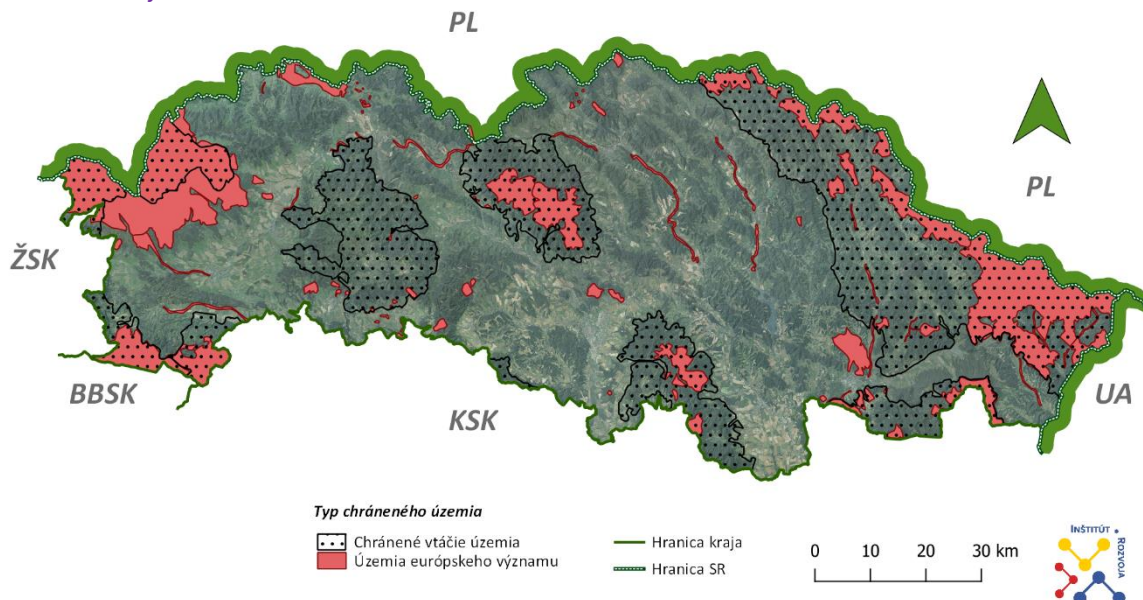 PL
PL
ŽSK
BBSK
KSK
UA
Typ chráneného územia
Chránené vtáčie územia
Územia európskeho významu
Hranica kraja
Hranica SR
0 10 20 30 km
INŠTITÚT
ROZVOJA